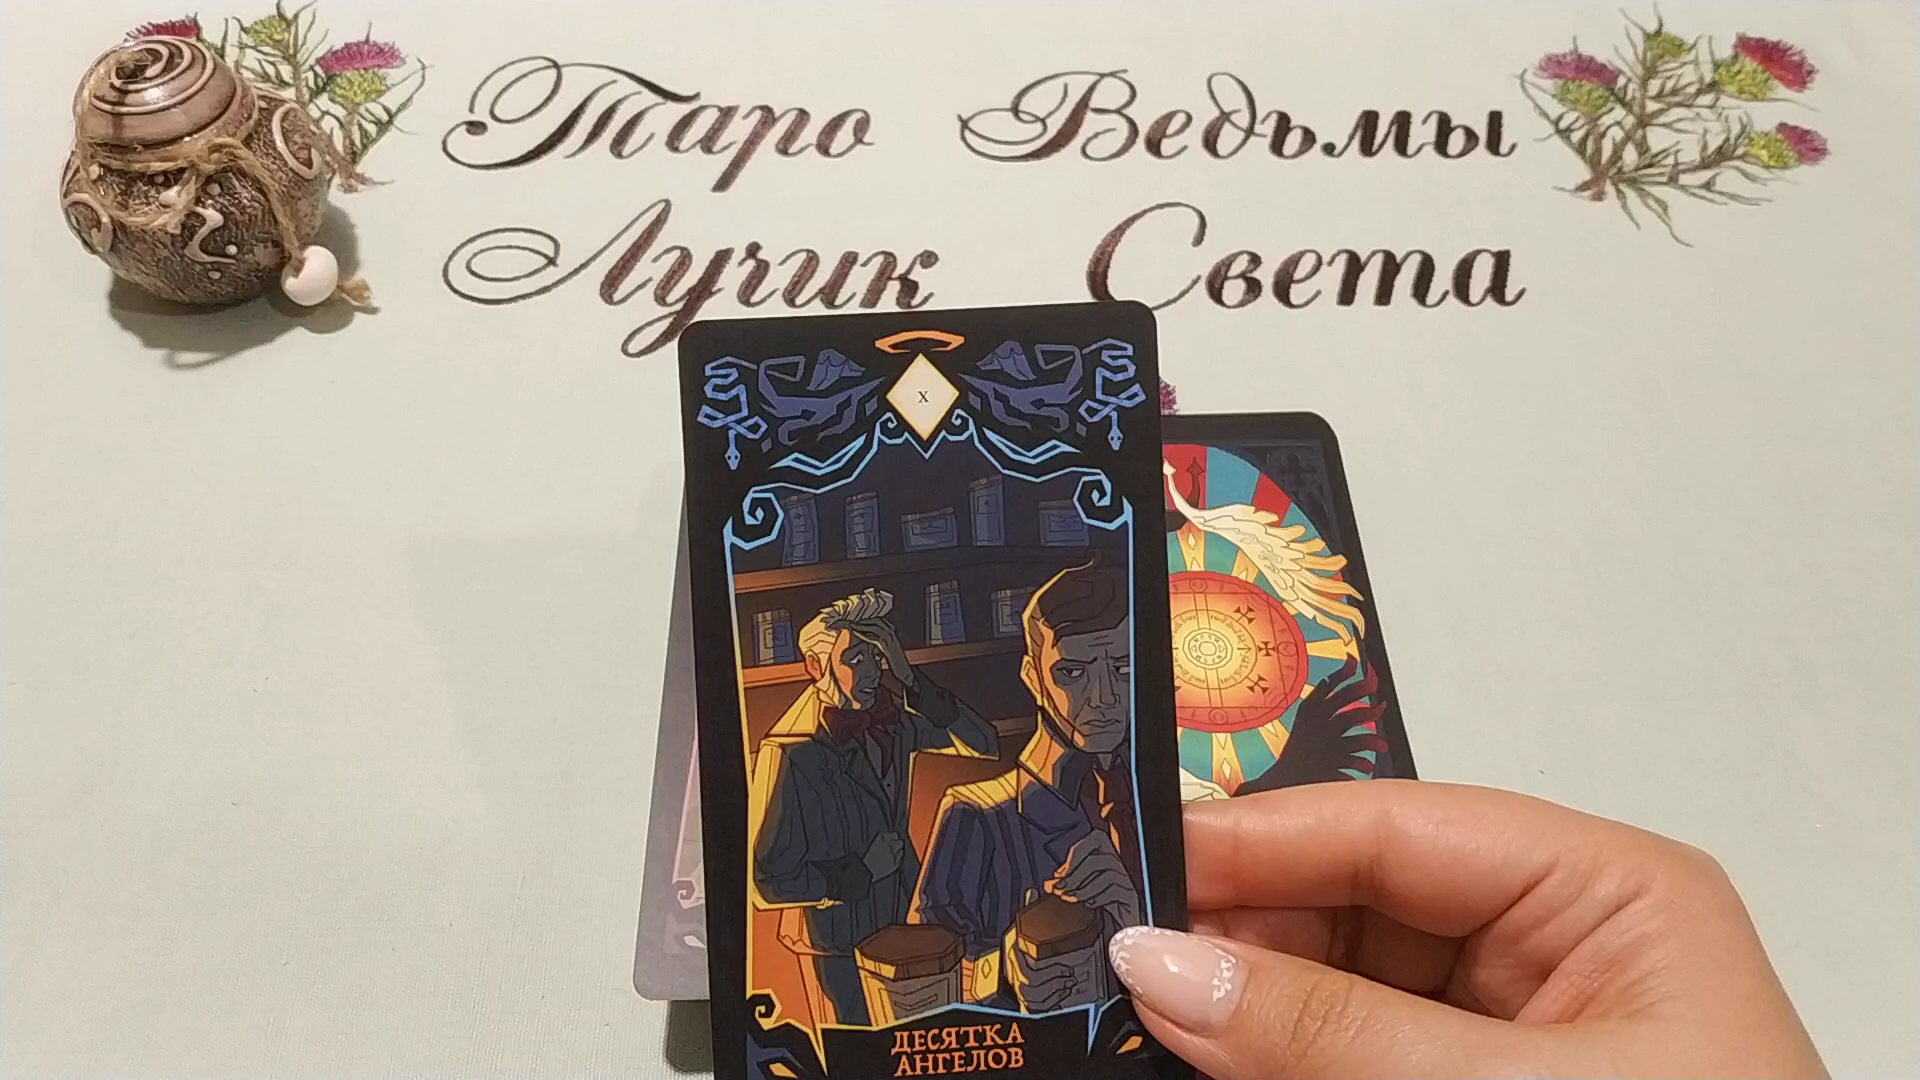 Таро Ведьмы
Лучик Света
X
ДЕСЯТКА
АНГЕЛОВ